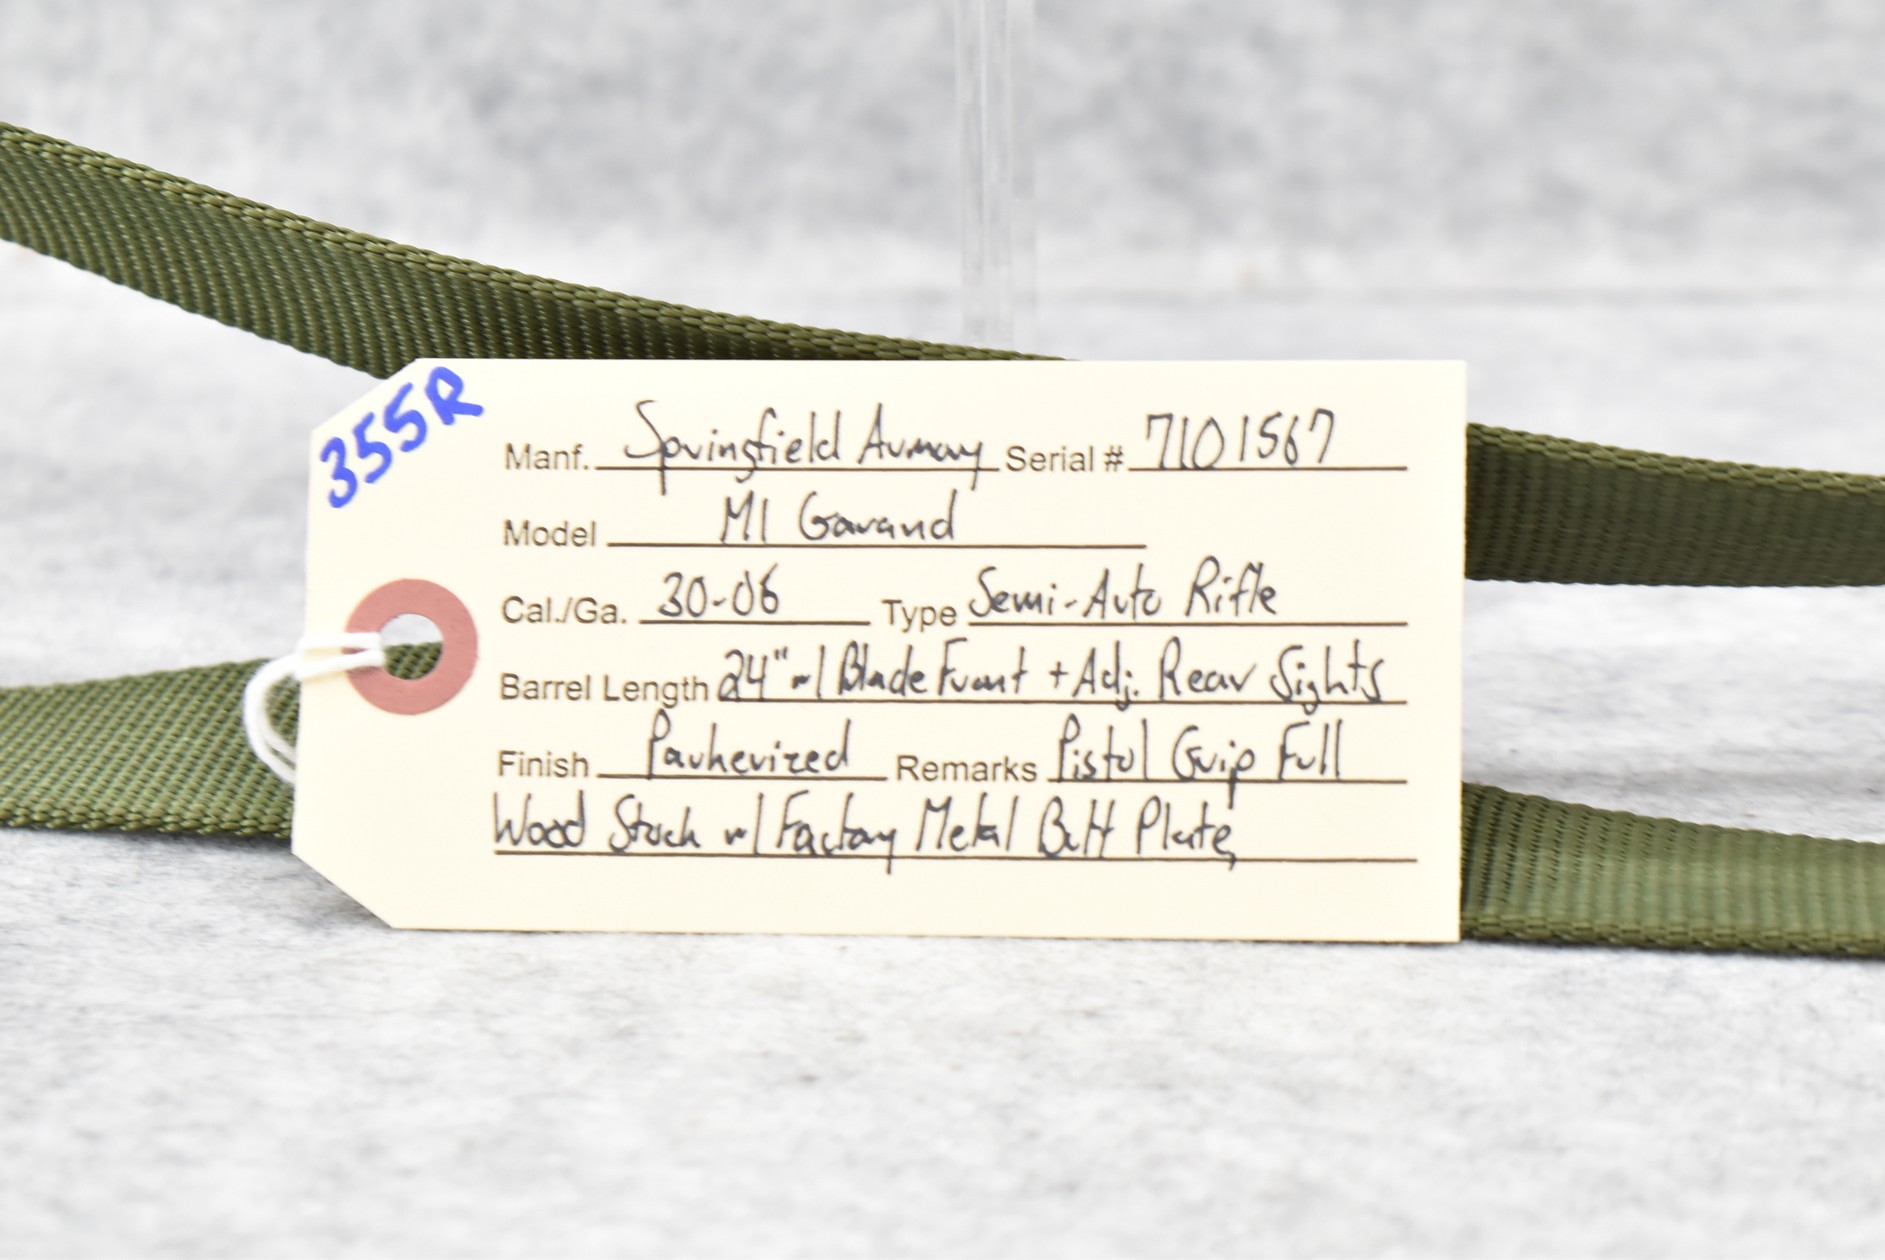 355R
Manf. Springfield Armory Serial # 7101567
Model M1 Garand
Cal./Ga. 30-06 Type Semi-Auto Rifle
Barrel Length 24" w/ Blade Front + Adj. Rear Sights
Finish Parkerized Remarks Pistol Grip Full
Wood Stock w/ Factory Metal Butt Plate,